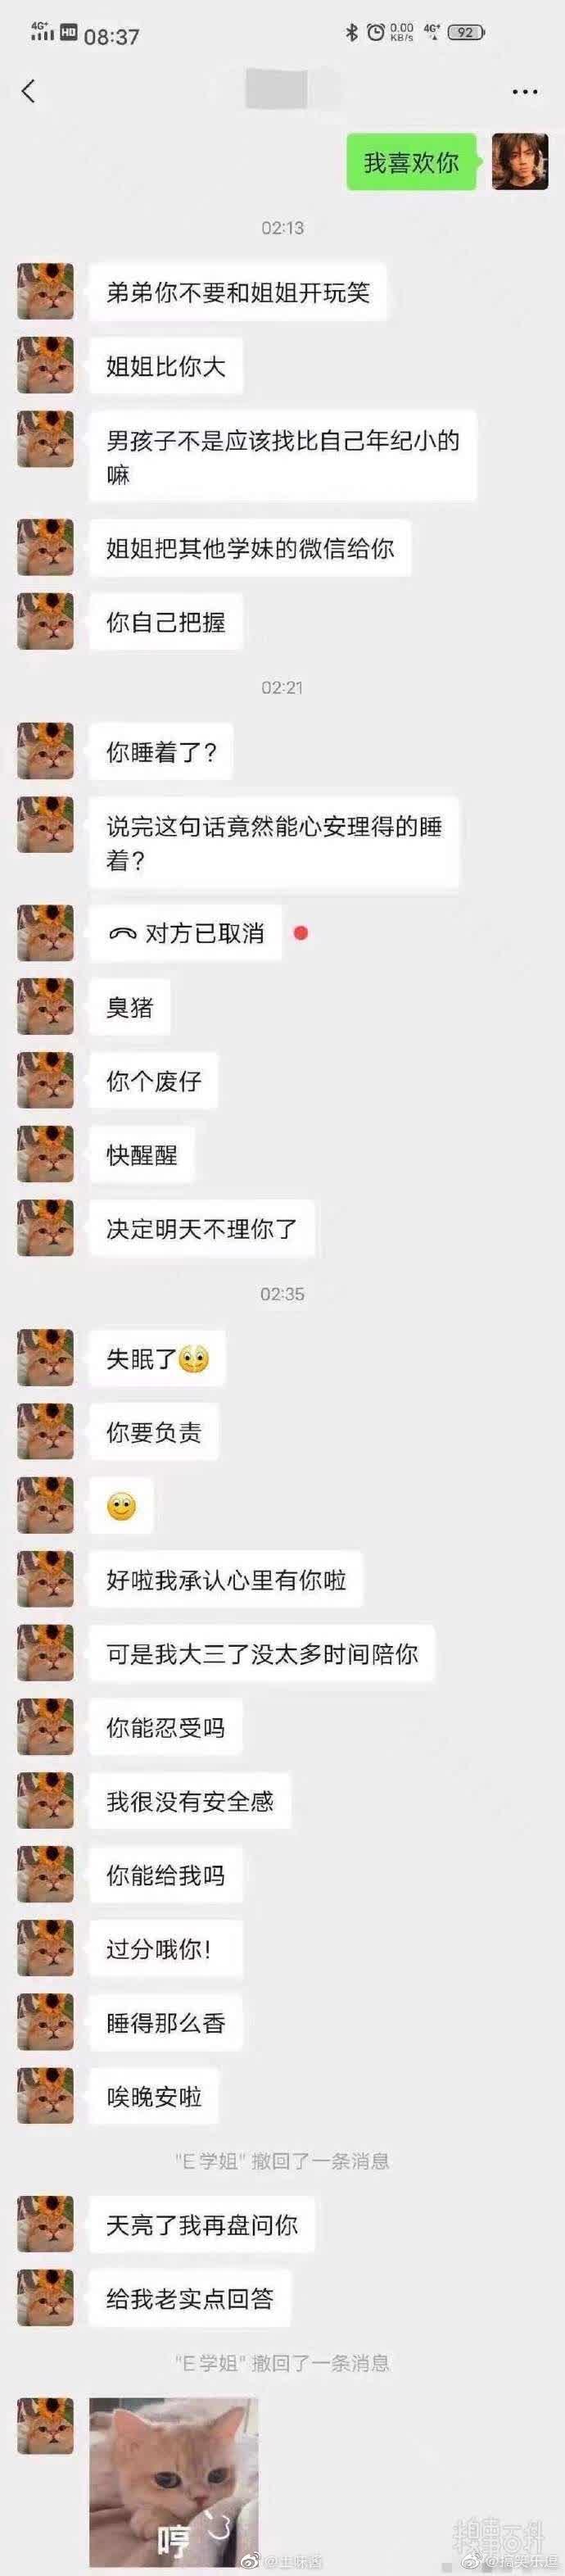 4G+ HD 08:37
0.00 KB/s 4G+ 92
我喜欢你
02:13
弟弟你不要和姐姐开玩笑
姐姐比你大
男孩子不是应该找比自己年纪小的
嘛
姐姐把其他学妹的微信给你
你自己把握
02:21
你睡着了?
说完这句话竟然能心安理得的睡
着?
对方已取消
臭猪
你个废仔
快醒醒
决定明天不理你了
02:35
失眠了
你要负责
好啦我承认心里有你啦
可是我大三了没太多时间陪你
你能忍受吗
我很没有安全感
你能给我吗
过分哦你!
睡得那么香
唉晚安啦
"E 学姐" 撤回了一条消息
天亮了我再盘问你
给我老实点回答
"E 学姐" 撤回了一条消息
哼